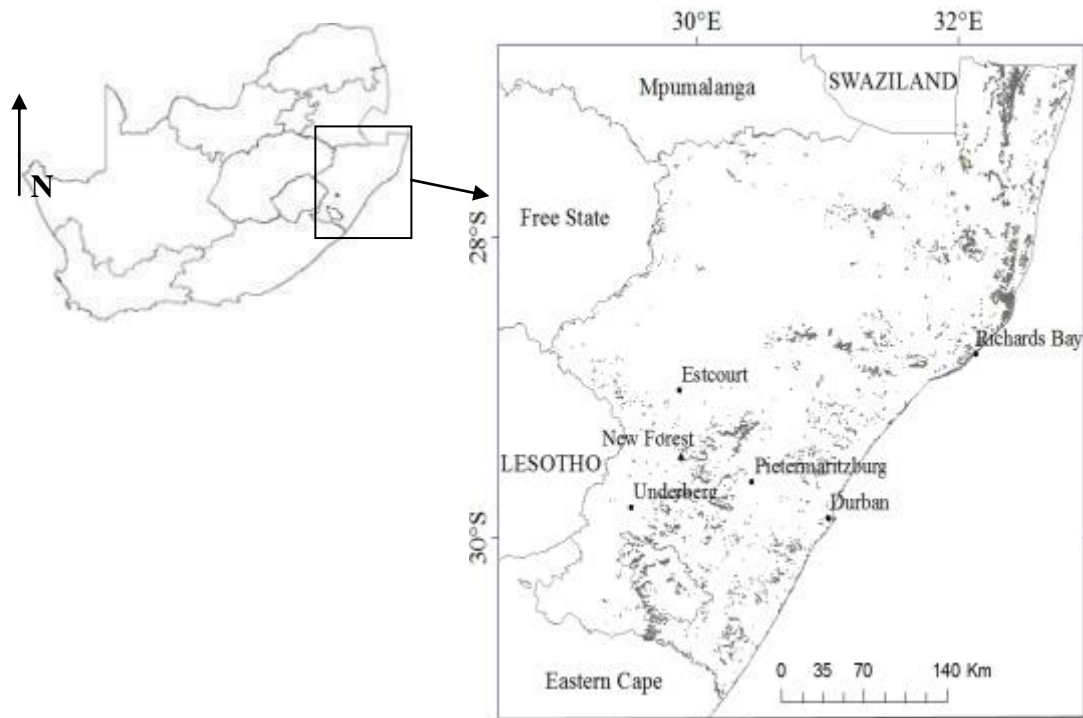 30°E 32°E
Mpumalanga SWAZILAND
N
Free State
28°S
Richards Bay
Estcourt
New Forest
LESOTHO
Pietermaritzburg
Underberg
Durban
30°S
0 35 70 140 Km
Eastern Cape